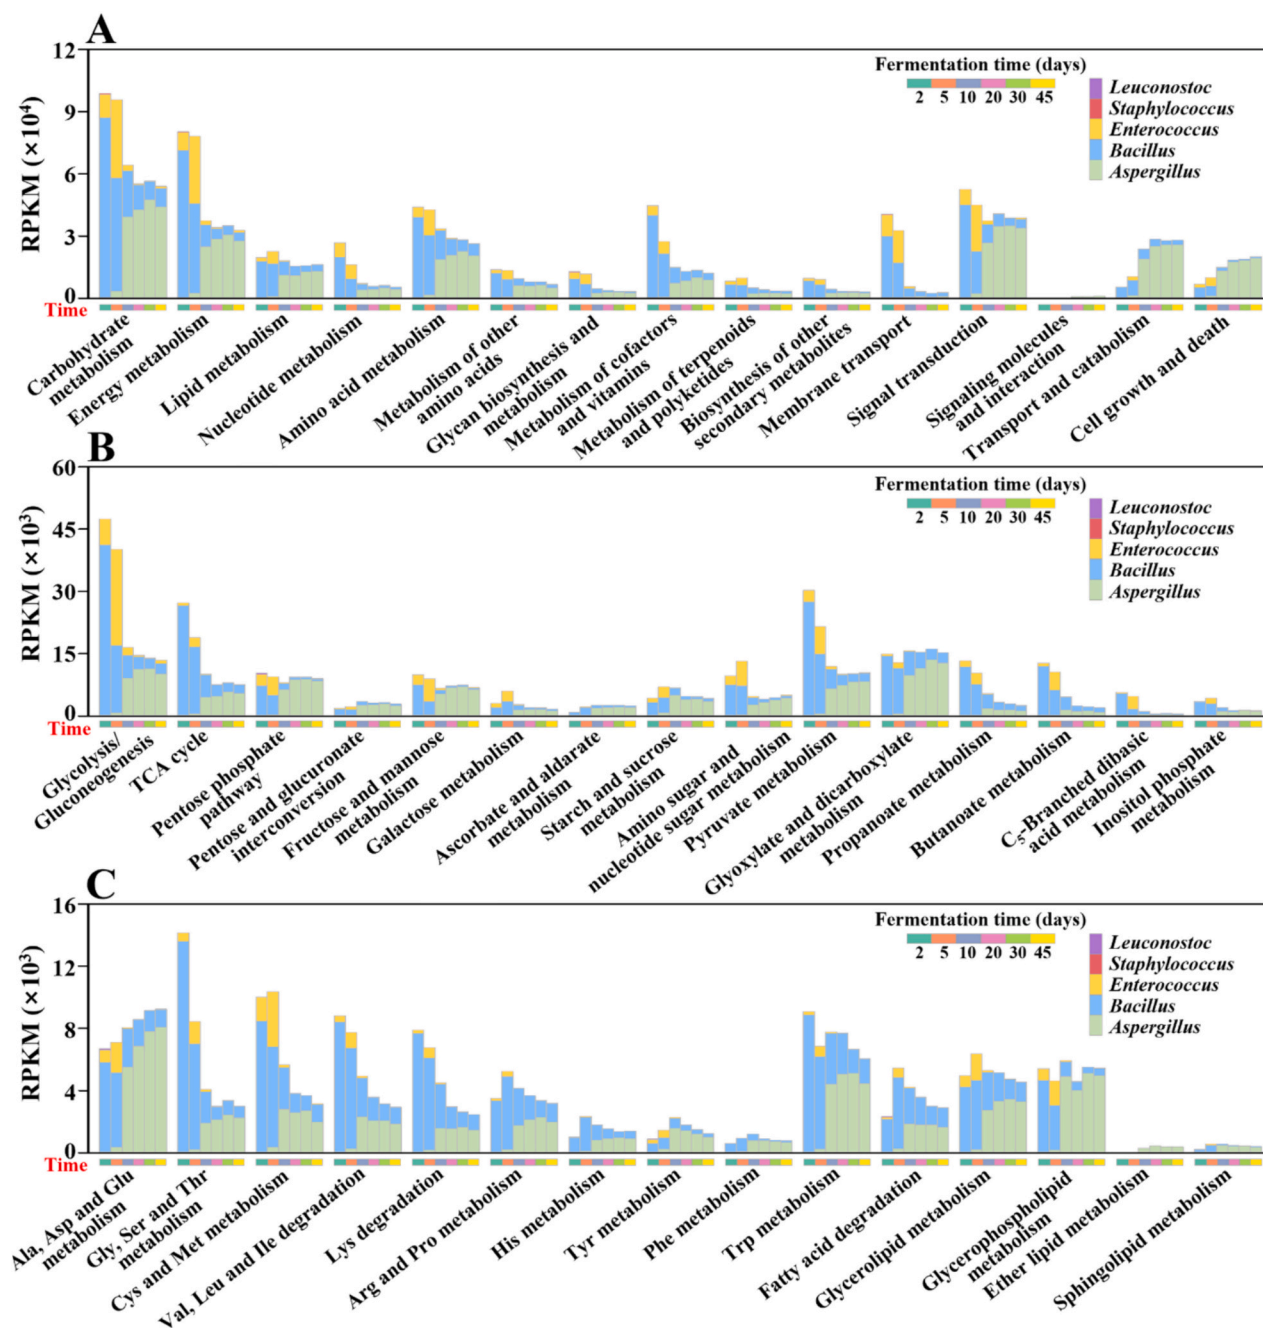 A
12
9
6
3
0
RPKM (×10⁴)
Fermentation time (days)
2 5 10 20 30 45
Leuconostoc
Staphylococcus
Enterococcus
Bacillus
Aspergillus
Time
Carbohydrate
metabolism
Energy metabolism
Lipid metabolism
Nucleotide metabolism
Amino acid metabolism
Metabolism of other
amino acids
Glycan biosynthesis and
metabolism
Metabolism of cofactors
and vitamins
Metabolism of terpenoids
and polyketides
Biosynthesis of other
secondary metabolites
Membrane transport
Signal transduction
Signaling molecules
and interaction
Transport and catabolism
Cell growth and death
B
60
45
30
15
0
RPKM (×10³)
Fermentation time (days)
2 5 10 20 30 45
Leuconostoc
Staphylococcus
Enterococcus
Bacillus
Aspergillus
Time
Glycolysis/
Gluconeogenesis
TCA cycle
Pentose phosphate
pathway
Pentose and glucuronate
interconversion
Fructose and mannose
metabolism
Galactose metabolism
Ascorbate and aldarate
metabolism
Starch and sucrose
metabolism
Amino sugar and
nucleotide sugar metabolism
Pyruvate metabolism
Glyoxylate and dicarboxylate
metabolism
Propanoate metabolism
Butanoate metabolism
C₅-Branched dibasic
acid metabolism
Inositol phosphate
metabolism
C
16
12
8
4
0
RPKM (×10³)
Fermentation time (days)
2 5 10 20 30 45
Leuconostoc
Staphylococcus
Enterococcus
Bacillus
Aspergillus
Time
Ala, Asp and Glu
metabolism
Gly, Ser and Thr
metabolism
Cys and Met metabolism
Val, Leu and Ile degradation
Lys degradation
Arg and Pro metabolism
His metabolism
Tyr metabolism
Phe metabolism
Trp metabolism
Fatty acid degradation
Glycerolipid metabolism
Glycerophospholipid
metabolism
Ether lipid metabolism
Sphingolipid metabolism